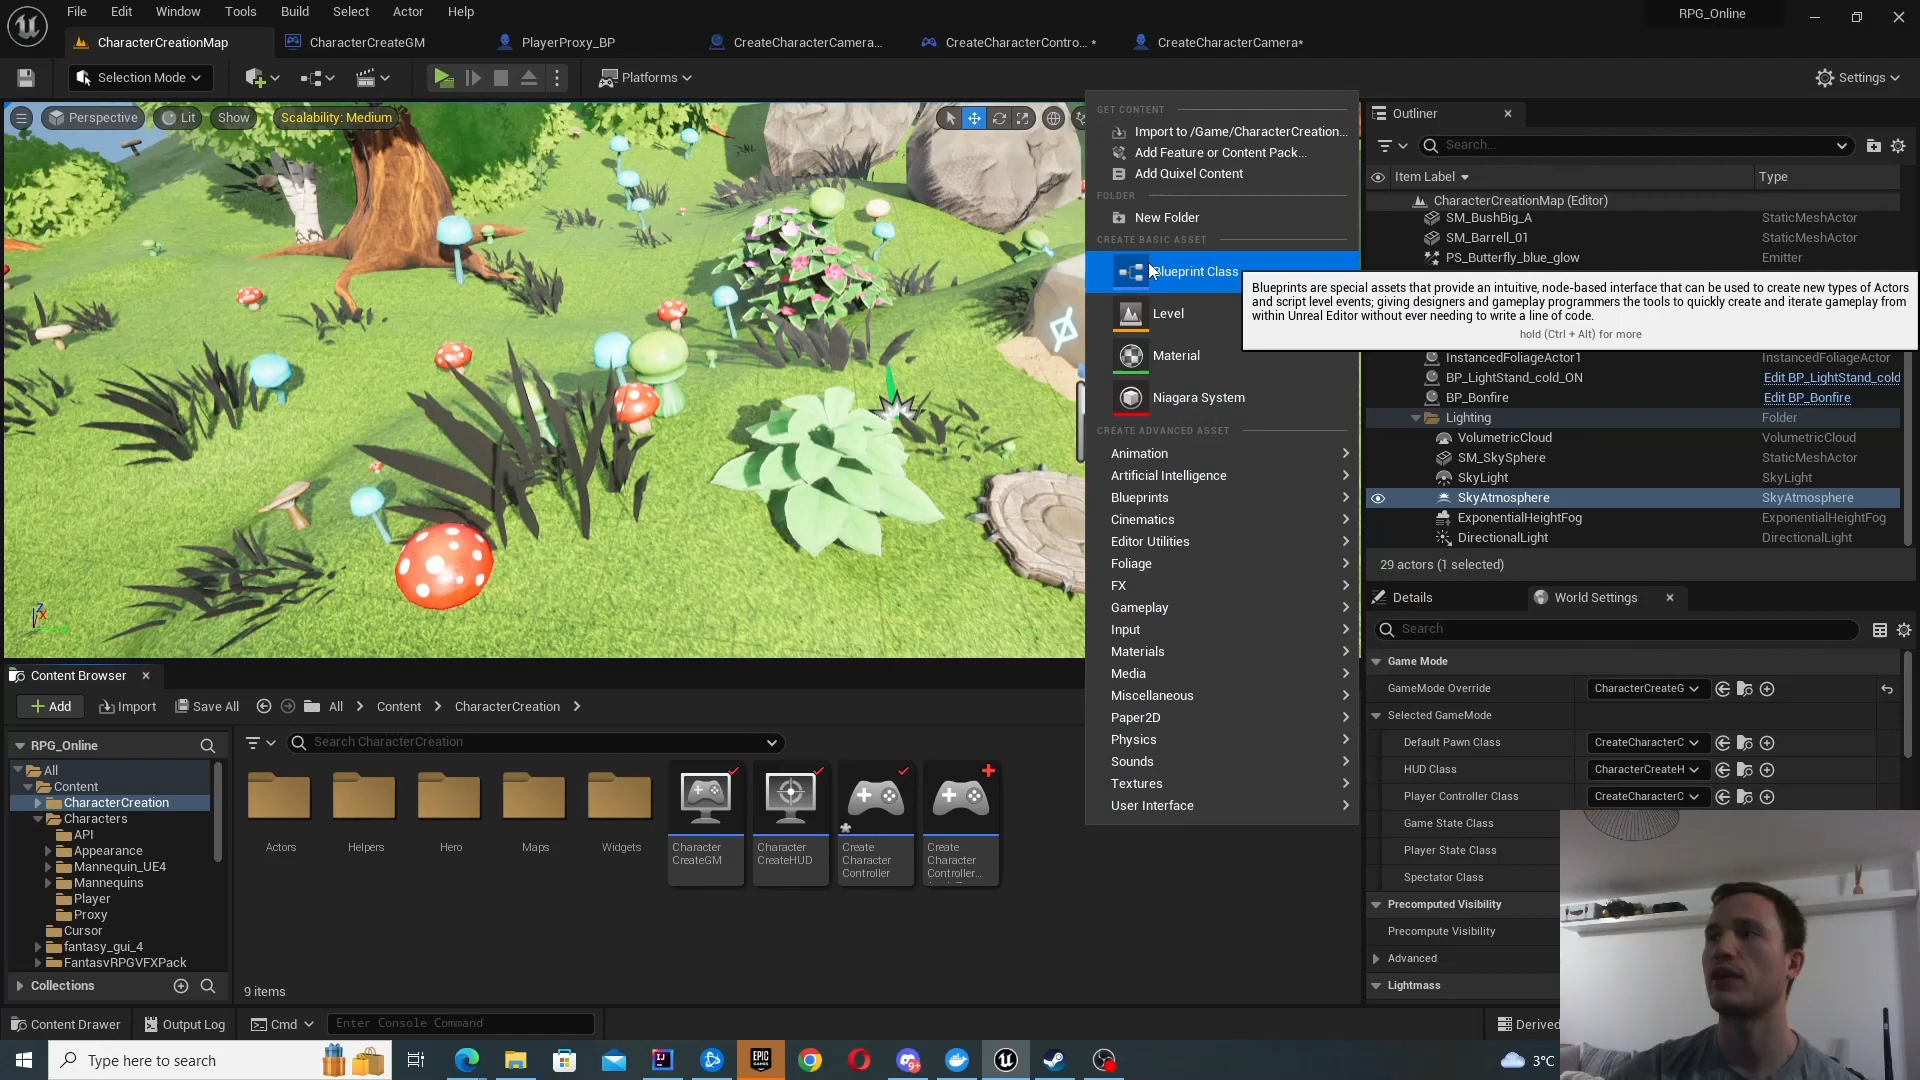 File Edit Window Tools Build Select Actor Help
RPG_Online
CharacterCreationMap
CharacterCreateGM
PlayerProxy_BP
CreateCharacterCamera...
CreateCharacterContro... *
CreateCharacterCamera*
Selection Mode
Platforms
Settings
Perspective
Lit
Show
Scalability: Medium
GET CONTENT
Import to /Game/CharacterCreation...
Add Feature or Content Pack...
Add Quixel Content
FOLDER
New Folder
CREATE BASIC ASSET
Blueprint Class
Level
Material
Niagara System
CREATE ADVANCED ASSET
Animation
Artificial Intelligence
Blueprints
Cinematics
Editor Utilities
Foliage
FX
Gameplay
Input
Materials
Media
Miscellaneous
Paper2D
Physics
Sounds
Textures
User Interface
Blueprints are special assets that provide an intuitive, node-based interface that can be used to create new types of Actors
and script level events; giving designers and gameplay programmers the tools to quickly create and iterate gameplay from
within Unreal Editor without ever needing to write a line of code.
hold (Ctrl + Alt) for more
Outliner
Search...
Item Label Type
CharacterCreationMap (Editor)
SM_BushBig_A StaticMeshActor
SM_Barrell_01 StaticMeshActor
PS_Butterfly_blue_glow Emitter
InstancedFoliageActor1 InstancedFoliageActor
BP_LightStand_cold_ON Edit BP_LightStand_cold
BP_Bonfire Edit BP_Bonfire
Lighting Folder
VolumetricCloud VolumetricCloud
SM_SkySphere StaticMeshActor
SkyLight SkyLight
SkyAtmosphere SkyAtmosphere
ExponentialHeightFog ExponentialHeightFog
DirectionalLight DirectionalLight
29 actors (1 selected)
Details
World Settings
Search
Game Mode
GameMode Override CharacterCreateG
Selected GameMode
Default Pawn Class CreateCharacterC
HUD Class CharacterCreateH
Player Controller Class CreateCharacterC
Game State Class
Player State Class
Spectator Class
Precomputed Visibility
Precompute Visibility
Advanced
Lightmass
Content Browser
Add
Import
Save All
All
Content
CharacterCreation
RPG_Online
Search CharacterCreation
All
Content
CharacterCreation
Characters
API
Appearance
Mannequin_UE4
Mannequins
Player
Proxy
Cursor
fantasy_gui_4
FantasyRPGVFXPack
Collections
Actors
Helpers
Hero
Maps
Widgets
Character
CreateGM
Character
CreateHUD
Create
Character
Controller
Create
Character
Controller...
9 items
Content Drawer
Output Log
Cmd
Enter Console Command
Derived
Type here to search
EPIC
GAMES
9+
3°C